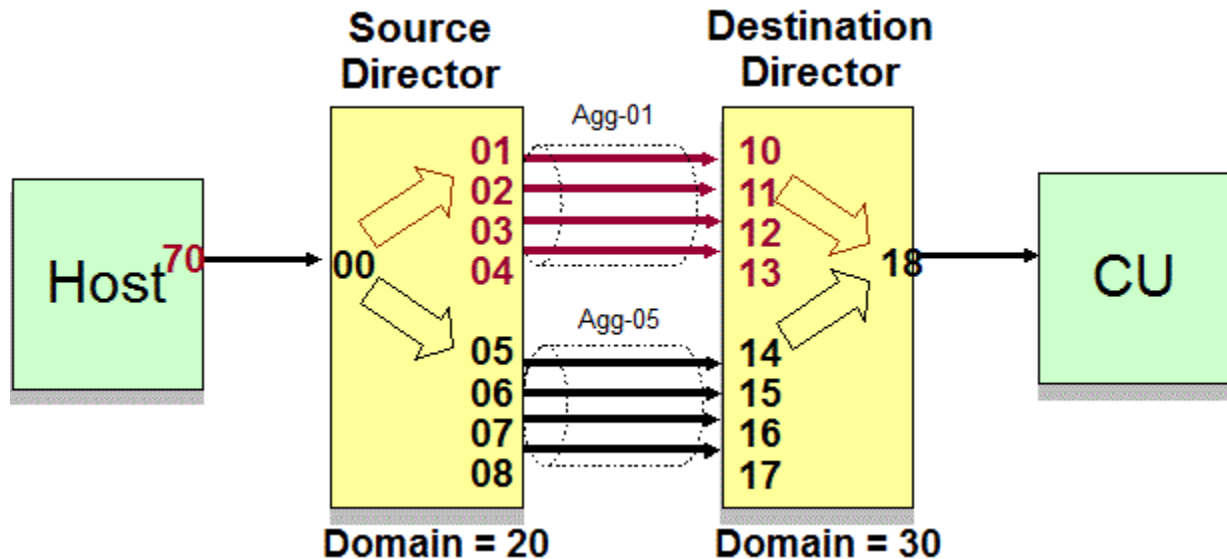 Source
Director
Destination
Director
Agg-01
01
02
03
04
10
11
12
13
Host
70
00
18
CU
Agg-05
05
06
07
08
14
15
16
17
Domain = 20
Domain = 30